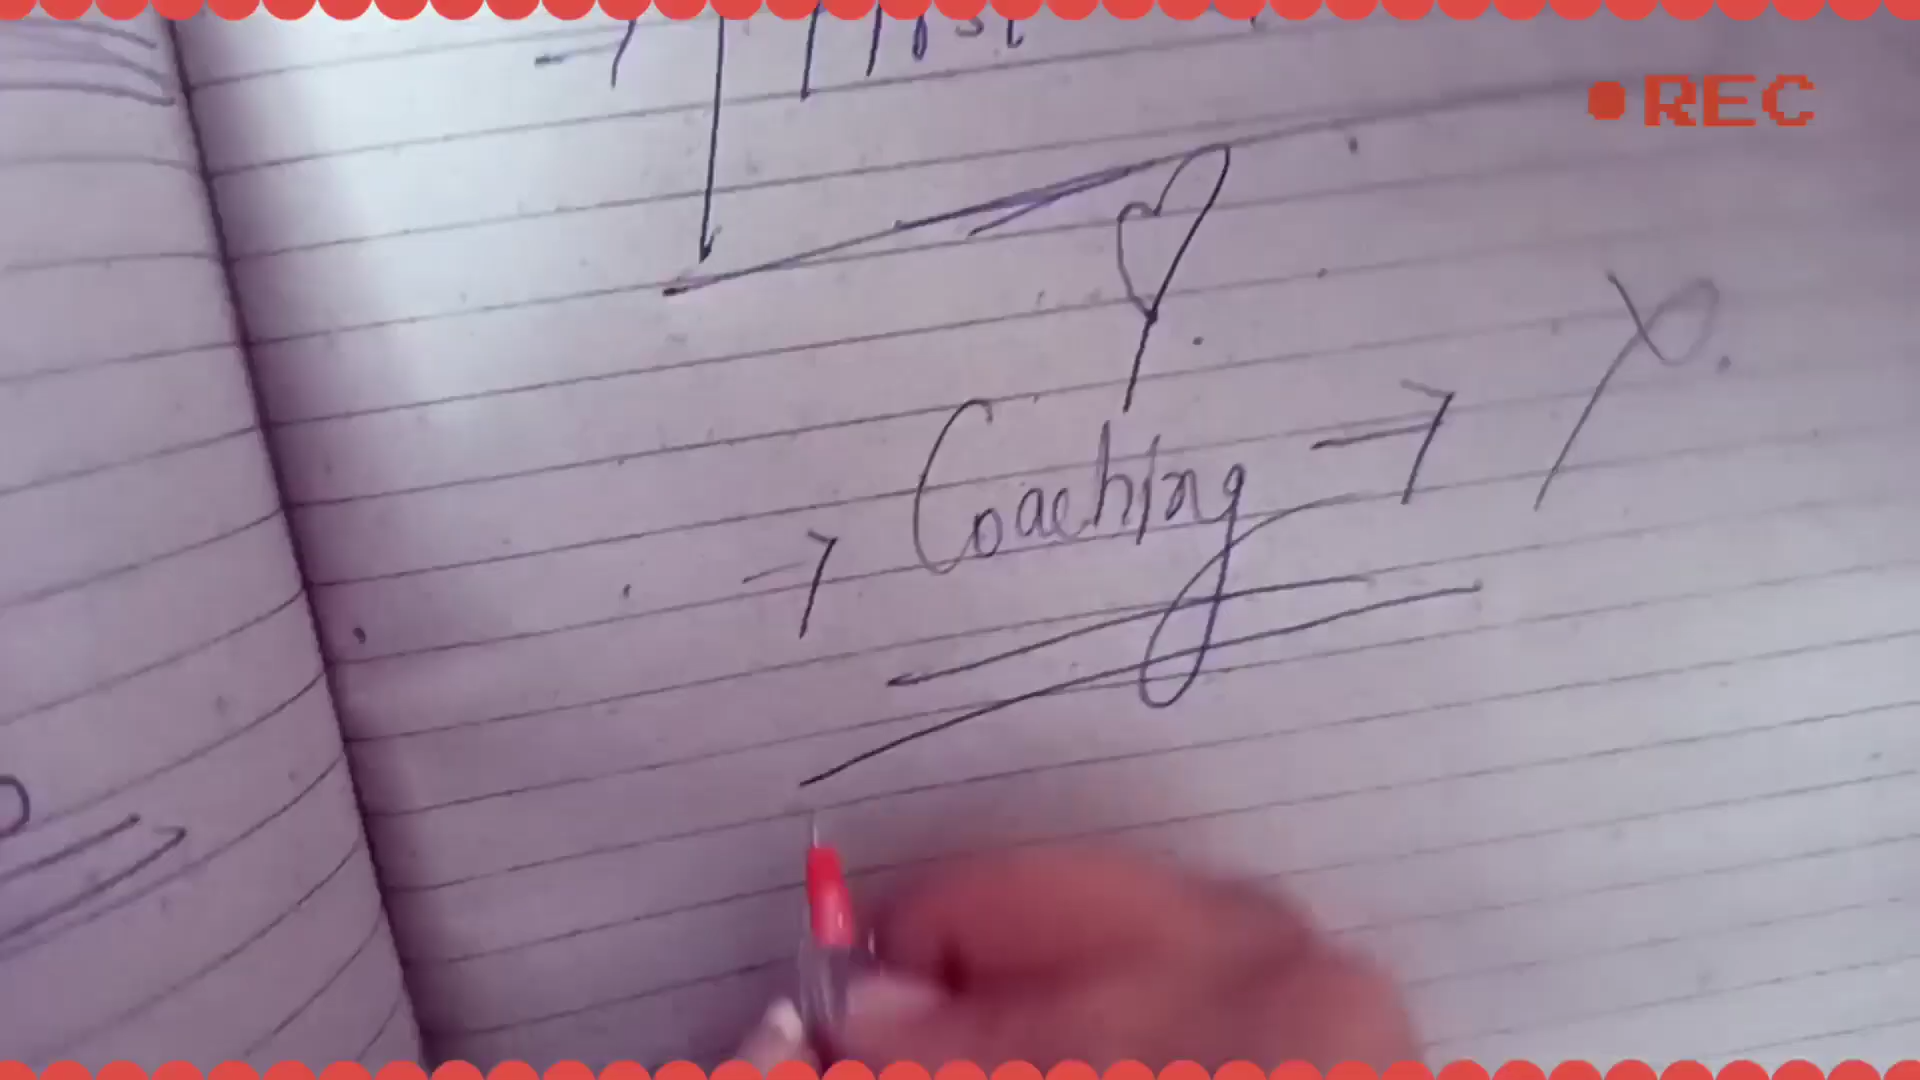 REC
→ Coaching →